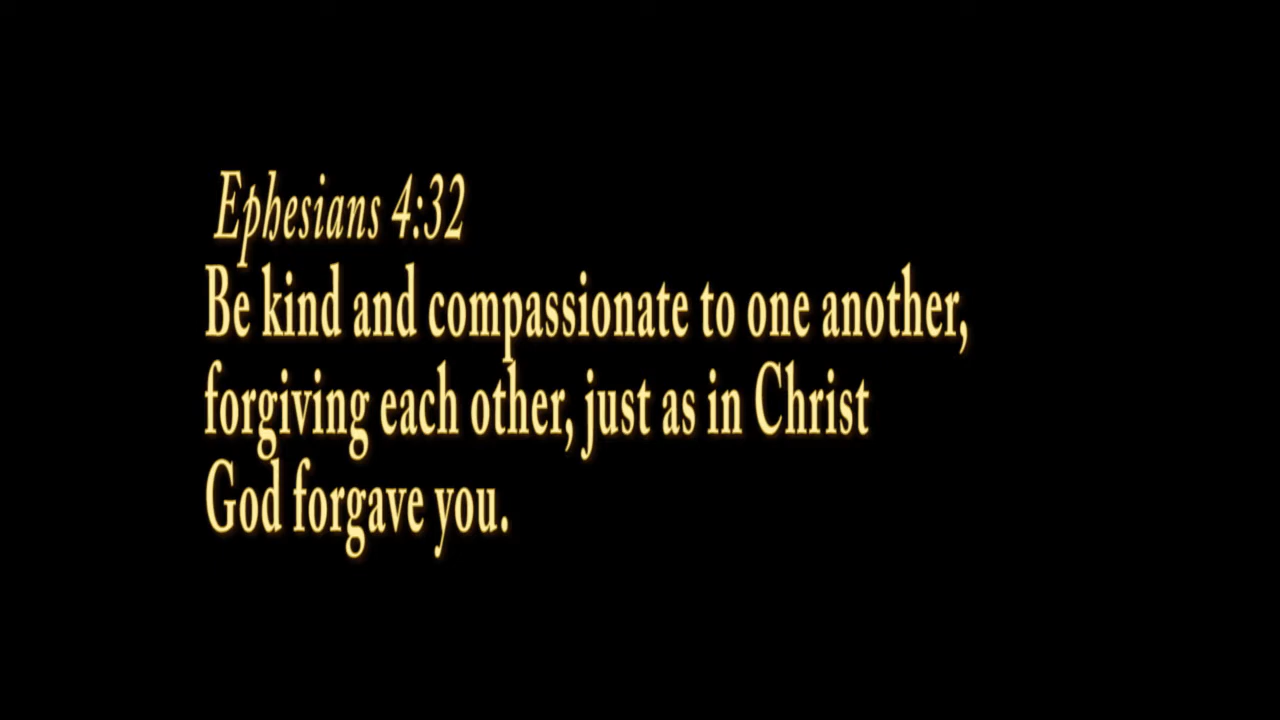 Ephesians 4:32
Be kind and compassionate to one another,
forgiving each other, just as in Christ
God forgave you.